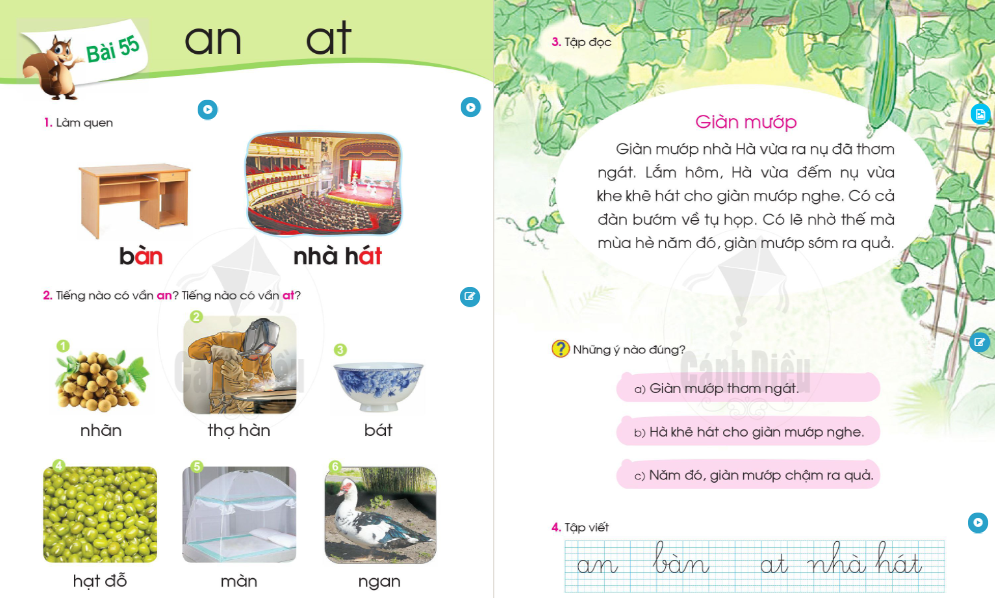 Bài 55
an at
1. Làm quen
bàn
nhà hát
2. Tiếng nào có vần an? Tiếng nào có vần at?
1
2
3
nhãn
thợ hàn
bát
4
5
6
hạt đỗ
màn
ngan
3. Tập đọc
Giàn mướp
Giàn mướp nhà Hà vừa ra nụ đã thơm
ngát. Lắm hôm, Hà vừa đếm nụ vừa
khe khẽ hát cho giàn mướp nghe. Có cả
đàn bướm về tụ họp. Có lẽ nhờ thế mà
mùa hè năm đó, giàn mướp sớm ra quả.
? Những ý nào đúng?
a) Giàn mướp thơm ngát.
b) Hà khẽ hát cho giàn mướp nghe.
c) Năm đó, giàn mướp chậm ra quả.
4. Tập viết
an bàn at nhà hát
Cánh Diều
Cánh Diều